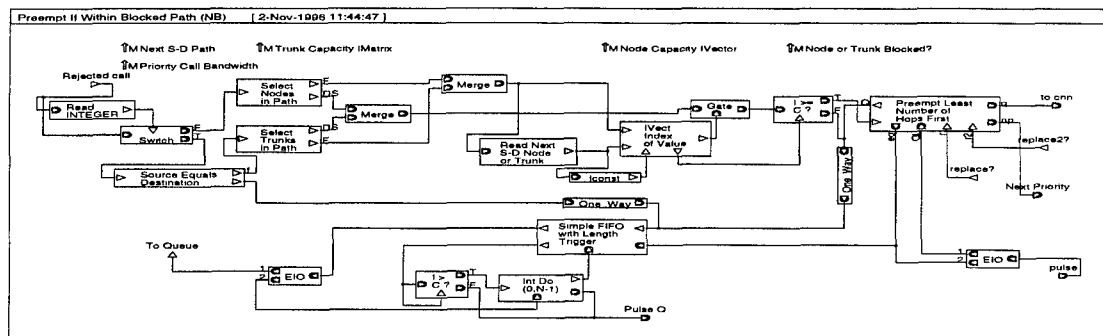 Preempt If Within Blocked Path (NB) [ 2-Nov-1996 11:44:47 ]
⇑M Next S-D Path
⇑M Trunk Capacity IMatrix
⇑M Node Capacity IVector
⇑M Node or Trunk Blocked?
⇑M Priority Call Bandwidth
Rejected call
Read
INTEGER
Switch
F
T
Select
Nodes
in Path
F
DS
Select
Trunks
in Path
DS
F
Merge
Merge
Source Equals
Destination
Read Next
S-D Node
or Trunk
Iconst
IVect
Index
of Value
Gate
I >=
C ?
T
F
Preempt Least
Number of
Hops First
p
np
to cnn
replace2?
replace?
Next Priority
One Way
One Way
Simple FIFO
with Length
Trigger
To Queue
1
2
EIO
I >
C ?
T
F
Int Do
(0,N-1)
Pulse Q
1
2
EIO
pulse